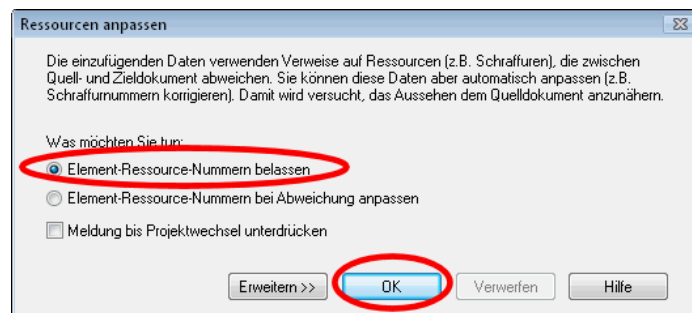 Ressourcen anpassen
Die einzufügenden Daten verwenden Verweise auf Ressourcen (z.B. Schraffuren), die zwischen
Quell- und Zieldokument abweichen. Sie können diese Daten aber automatisch anpassen (z.B.
Schraffurnummern korrigieren). Damit wird versucht, das Aussehen dem Quelldokument anzunähern.
Was möchten Sie tun:
Element-Ressource-Nummern belassen
Element-Ressource-Nummern bei Abweichung anpassen
Meldung bis Projektwechsel unterdrücken
Erweitern >> OK Verwerfen Hilfe